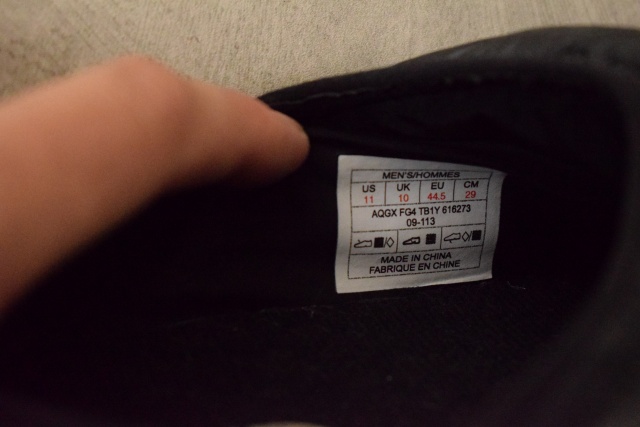 MEN'S/HOMMES
US UK EU CM
11 10 44.5 29
AQGX FG4 TB1Y 616273
09-113
MADE IN CHINA
FABRIQUE EN CHINE